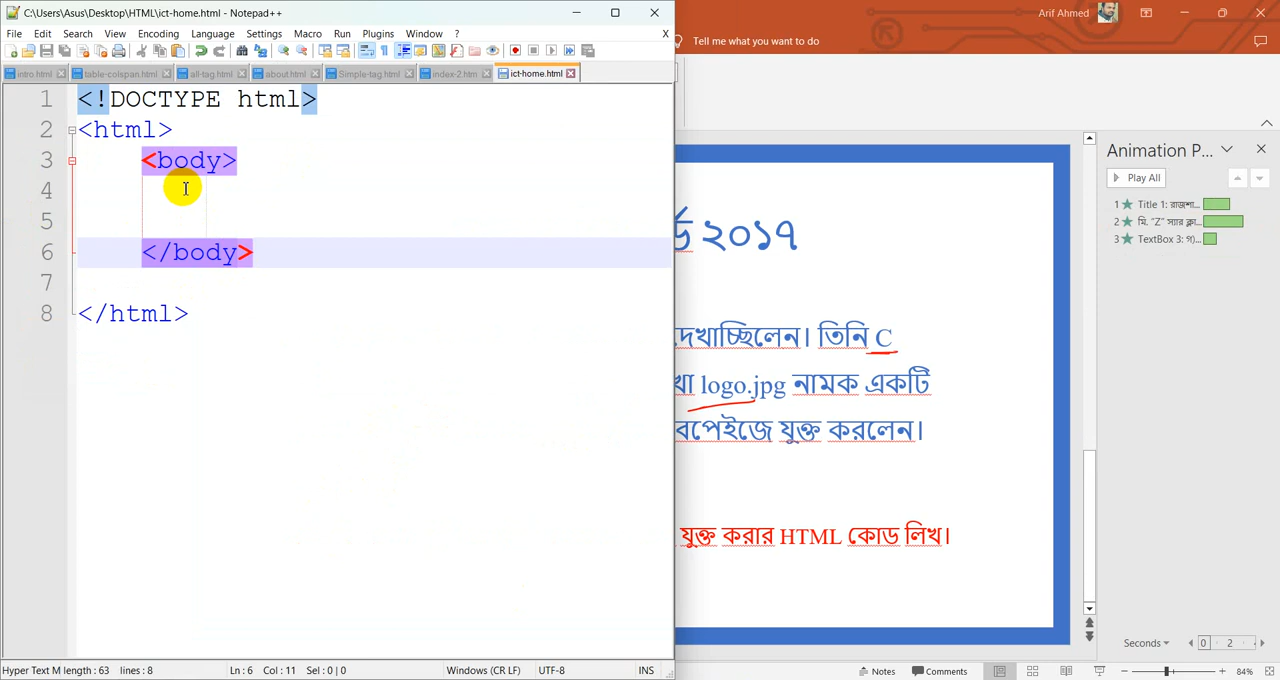 C:\Users\Asus\Desktop\HTML\ict-home.html - Notepad++
Arif Ahmed
File Edit Search View Encoding Language Settings Macro Run Plugins Window ? X
Tell me what you want to do
intro.html table-colspan.html all-tag.html about.html Simple-tag.html index-2.htm ict-home.html
1 <!DOCTYPE html>
2 <html>
3 <body>
4
5
6 </body>
7
8 </html>
র্ড ২০১৭
দেখাচ্ছিলেন। তিনি C
খা logo.jpg নামক একটি
বপেইজে যুক্ত করলেন।
যুক্ত করার HTML কোড লিখ।
Animation P...
Play All
1 Title 1: রাজশা...
2 মি. “Z” স্যার ক্লা...
3 TextBox 3: গ)...
Seconds 0 2
Hyper Text M length : 63 lines : 8 Ln : 6 Col : 11 Sel : 0 | 0 Windows (CR LF) UTF-8 INS
Notes Comments 84%